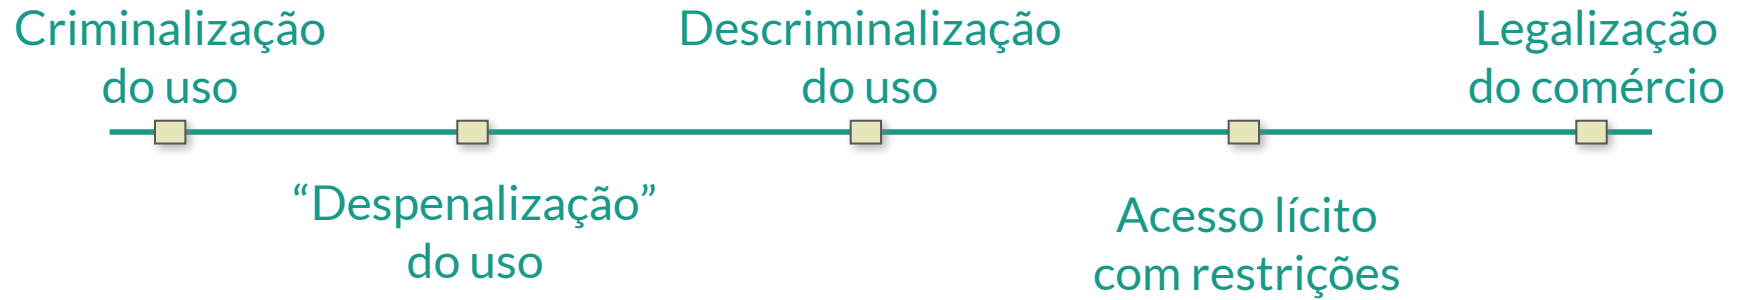 Criminalização
do uso
“Despenalização”
do uso
Descriminalização
do uso
Acesso lícito
com restrições
Legalização
do comércio